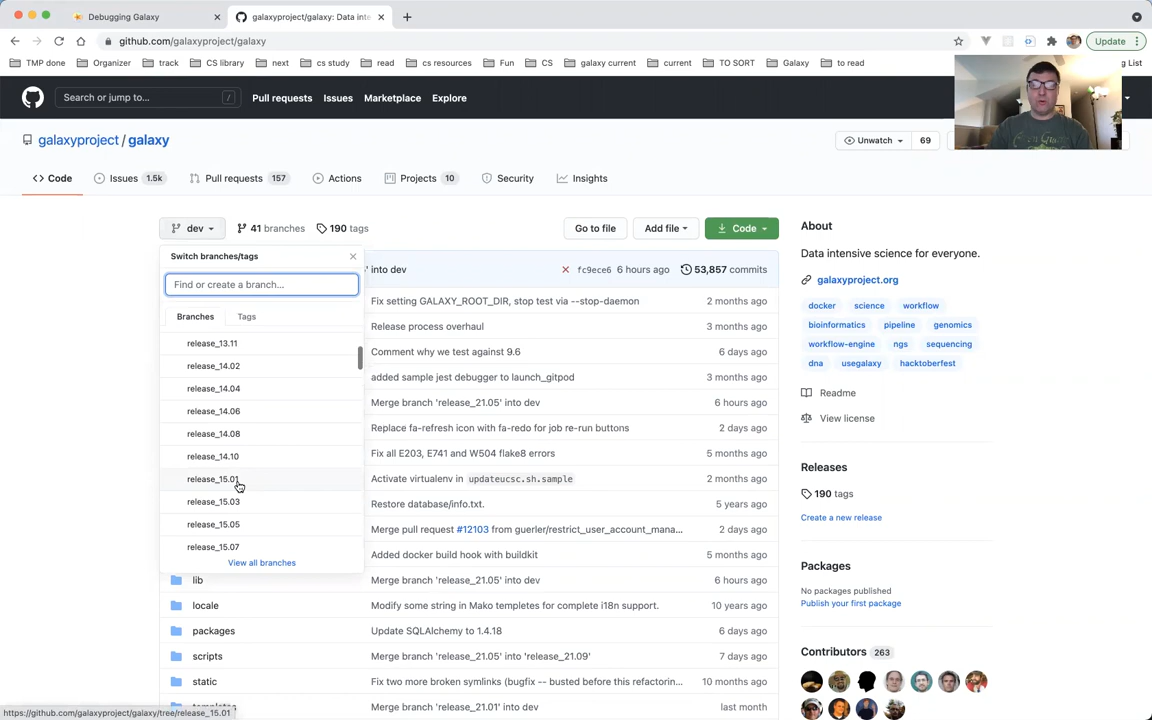 Debugging Galaxy
galaxyproject/galaxy: Data inte
github.com/galaxyproject/galaxy
Update
TMP done
Organizer
track
CS library
next
cs study
read
cs resources
Fun
CS
galaxy current
current
TO SORT
Galaxy
to read
g List
Search or jump to...
/
Pull requests
Issues
Marketplace
Explore
galaxyproject / galaxy
Unwatch
69
Code
Issues 1.5k
Pull requests 157
Actions
Projects 10
Security
Insights
dev
41 branches
190 tags
Go to file
Add file
Code
Switch branches/tags
Find or create a branch...
Branches
Tags
release_13.11
release_14.02
release_14.04
release_14.06
release_14.08
release_14.10
release_15.01
release_15.03
release_15.05
release_15.07
View all branches
' into dev
fc9ece6 6 hours ago
53,857 commits
Fix setting GALAXY_ROOT_DIR, stop test via --stop-daemon 2 months ago
Release process overhaul 3 months ago
Comment why we test against 9.6 6 days ago
added sample jest debugger to launch_gitpod 3 months ago
Merge branch 'release_21.05' into dev 6 hours ago
Replace fa-refresh icon with fa-redo for job re-run buttons 2 days ago
Fix all E203, E741 and W504 flake8 errors 5 months ago
Activate virtualenv in updateucsc.sh.sample 2 months ago
Restore database/info.txt. 5 years ago
Merge pull request #12103 from guerler/restrict_user_account_mana... 2 days ago
Added docker build hook with buildkit 5 months ago
lib Merge branch 'release_21.05' into dev 6 hours ago
locale Modify some string in Mako templetes for complete i18n support. 10 years ago
packages Update SQLAlchemy to 1.4.18 6 days ago
scripts Merge branch 'release_21.05' into 'release_21.09' 7 days ago
static Fix two more broken symlinks (bugfix -- busted before this refactorin... 10 months ago
templates Merge branch 'release_21.01' into dev last month
About
Data intensive science for everyone.
galaxyproject.org
docker science workflow
bioinformatics pipeline genomics
workflow-engine ngs sequencing
dna usegalaxy hacktoberfest
Readme
View license
Releases
190 tags
Create a new release
Packages
No packages published
Publish your first package
Contributors 263
https://github.com/galaxyproject/galaxy/tree/release_15.01